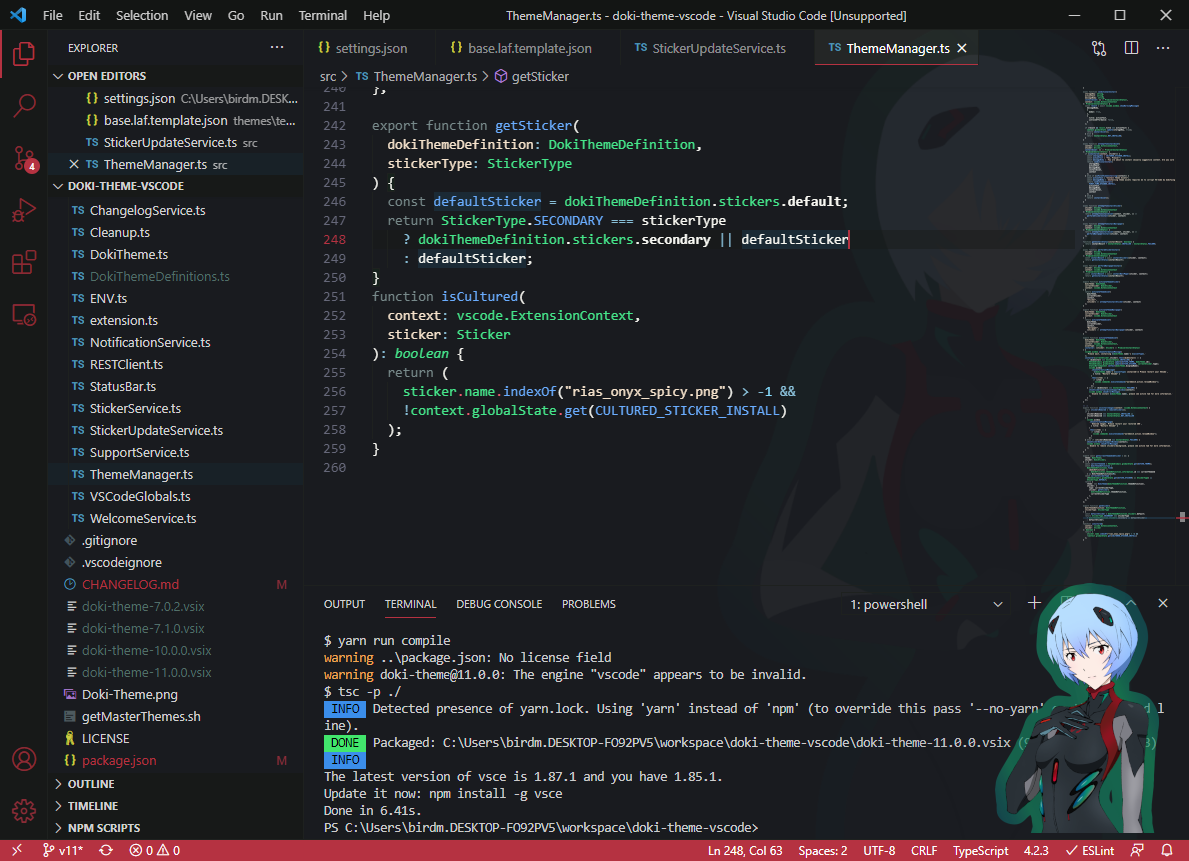 File Edit Selection View Go Run Terminal Help ThemeManager.ts - doki-theme-vscode - Visual Studio Code [Unsupported]
EXPLORER
OPEN EDITORS
{} settings.json C:\Users\birdm.DESK...
{} base.laf.template.json themes\te...
TS StickerUpdateService.ts src
TS ThemeManager.ts src
DOKI-THEME-VSCODE
TS ChangelogService.ts
TS Cleanup.ts
TS DokiTheme.ts
TS DokiThemeDefinitions.ts
TS ENV.ts
TS extension.ts
TS NotificationService.ts
TS RESTClient.ts
TS StatusBar.ts
TS StickerService.ts
TS StickerUpdateService.ts
TS SupportService.ts
TS ThemeManager.ts
TS VSCodeGlobals.ts
TS WelcomeService.ts
.gitignore
.vscodeignore
CHANGELOG.md M
doki-theme-7.0.2.vsix
doki-theme-7.1.0.vsix
doki-theme-10.0.0.vsix
doki-theme-11.0.0.vsix
Doki-Theme.png
getMasterThemes.sh
LICENSE
{} package.json M
OUTLINE
TIMELINE
NPM SCRIPTS
4
{} settings.json {} base.laf.template.json TS StickerUpdateService.ts TS ThemeManager.ts
src > TS ThemeManager.ts > getSticker
240 };
241
242 export function getSticker(
243 dokiThemeDefinition: DokiThemeDefinition,
244 stickerType: StickerType
245 ) {
246 const defaultSticker = dokiThemeDefinition.stickers.default;
247 return StickerType.SECONDARY === stickerType
248 ? dokiThemeDefinition.stickers.secondary || defaultSticker
249 : defaultSticker;
250 }
251 function isCultured(
252 context: vscode.ExtensionContext,
253 sticker: Sticker
254 ): boolean {
255 return (
256 sticker.name.indexOf("rias_onyx_spicy.png") > -1 &&
257 !context.globalState.get(CULTURED_STICKER_INSTALL)
258 );
259 }
260
OUTPUT TERMINAL DEBUG CONSOLE PROBLEMS 1: powershell
$ yarn run compile
warning ..\package.json: No license field
warning doki-theme@11.0.0: The engine "vscode" appears to be invalid.
$ tsc -p ./
INFO Detected presence of yarn.lock. Using 'yarn' instead of 'npm' (to override this pass '--no-yarn'
ine).
DONE Packaged: C:\Users\birdm.DESKTOP-FO92PV5\workspace\doki-theme-vscode\doki-theme-11.0.0.vsix
INFO
The latest version of vsce is 1.87.1 and you have 1.85.1.
Update it now: npm install -g vsce
Done in 6.41s.
PS C:\Users\birdm.DESKTOP-FO92PV5\workspace\doki-theme-vscode>
v11* 0 0 Ln 248, Col 63 Spaces: 2 UTF-8 CRLF TypeScript 4.2.3 ESLint